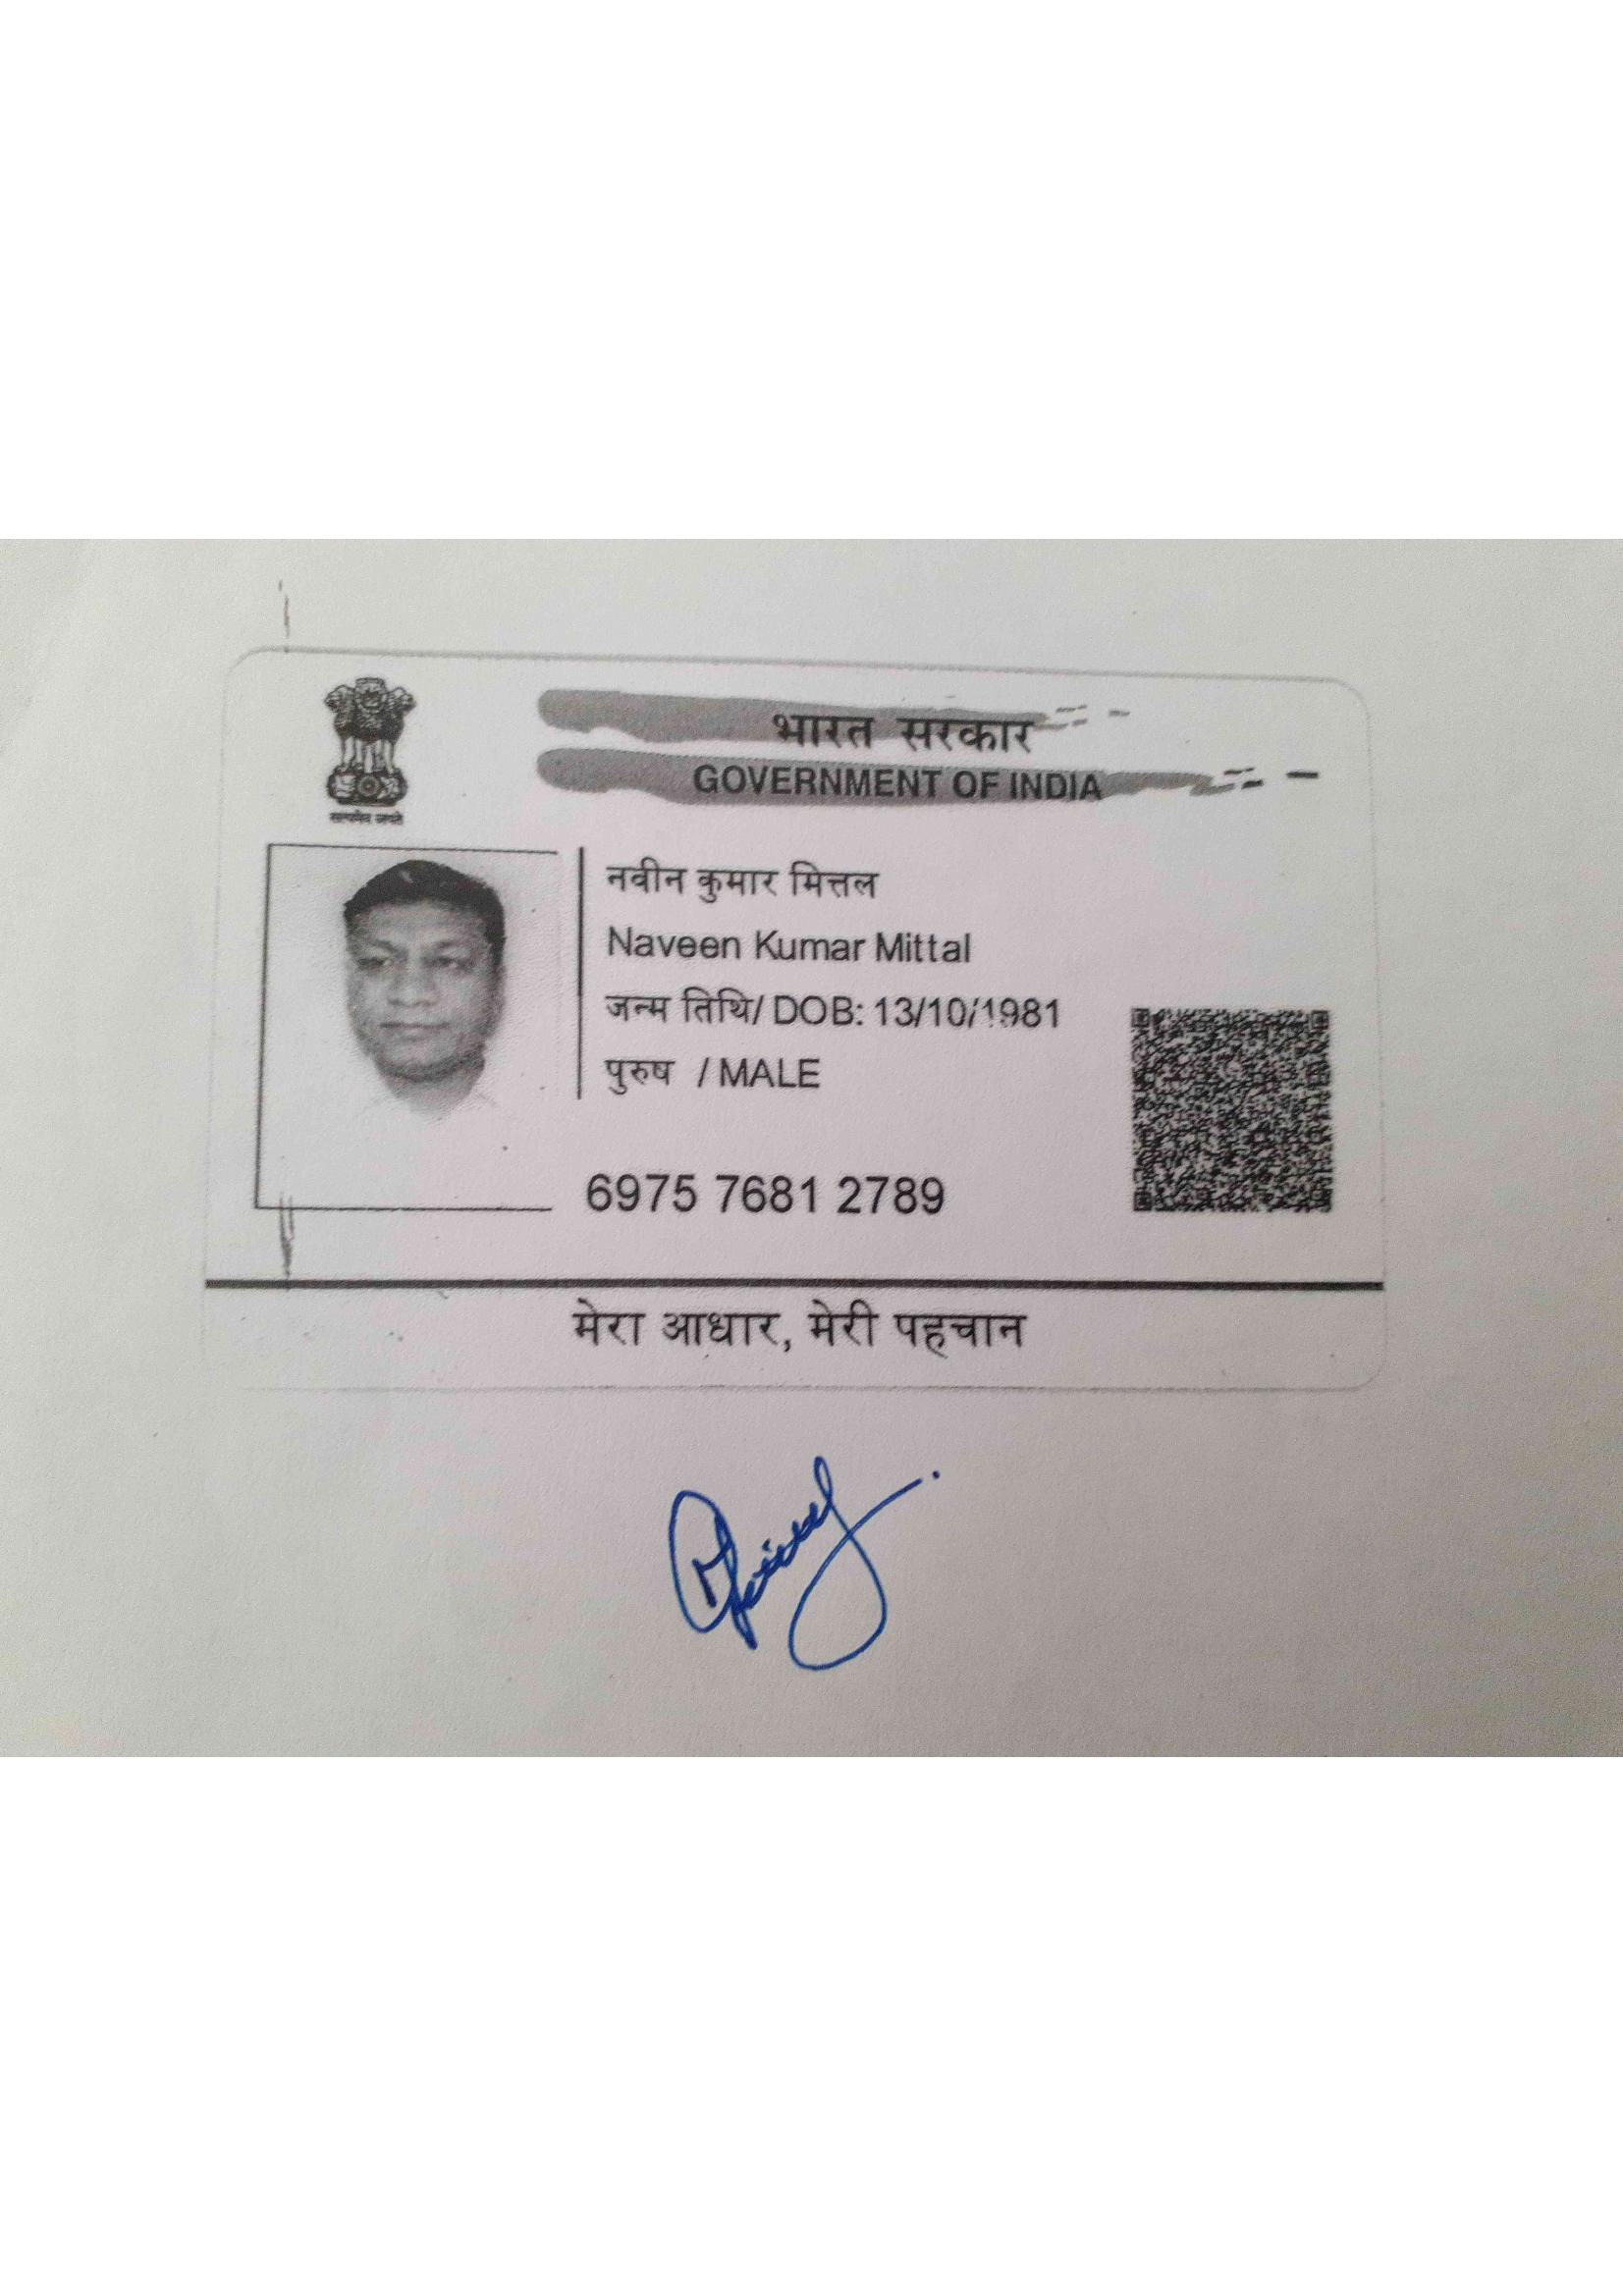 सत्यमेव जयते
भारत सरकार
GOVERNMENT OF INDIA
नवीन कुमार मित्तल
Naveen Kumar Mittal
जन्म तिथि/ DOB: 13/10/1981
पुरुष / MALE
6975 7681 2789
मेरा आधार, मेरी पहचान